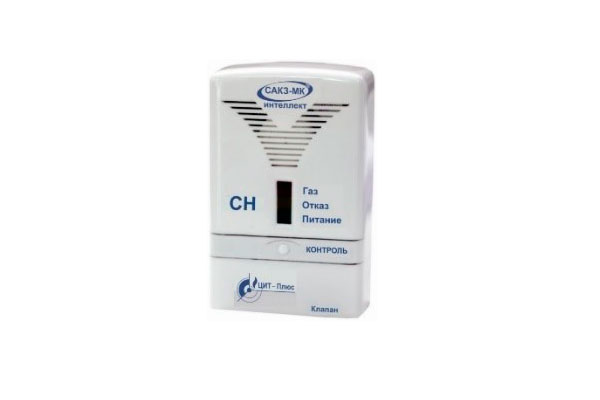 САКЗ-МК
интеллект
Газ
СН
Отказ
Питание
КОНТРОЛЬ
ЦИТ-Плюс
Клапан